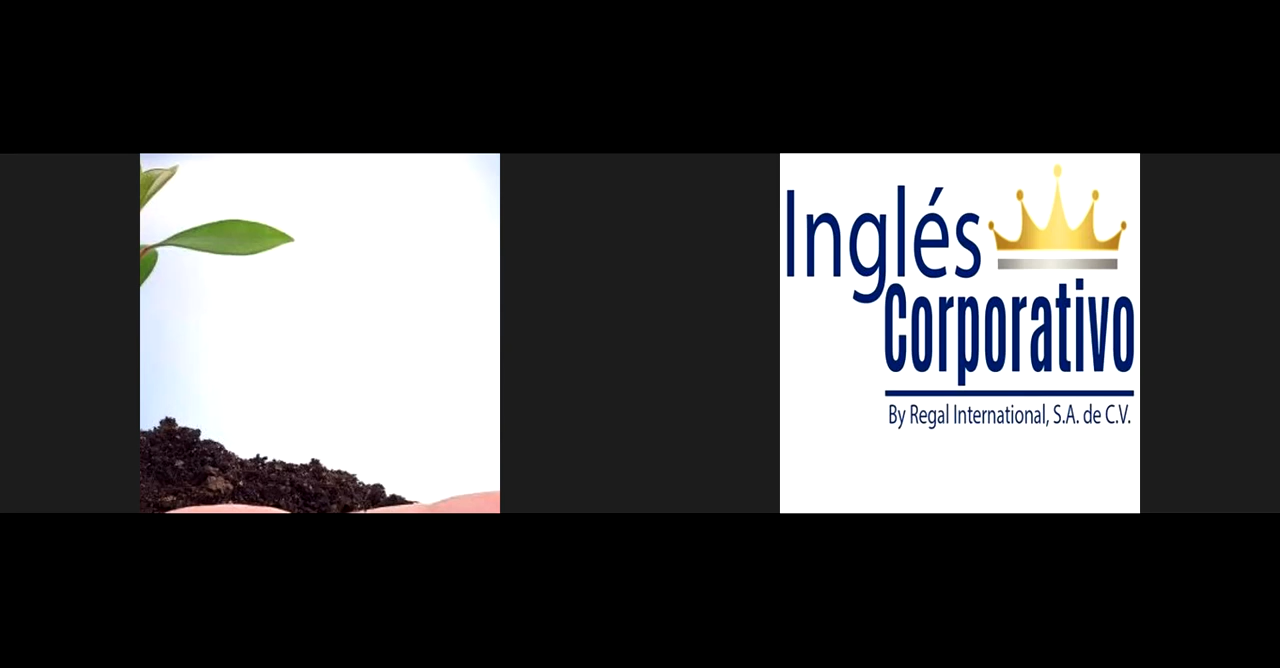 Inglés
Corporativo
By Regal International, S.A. de C.V.